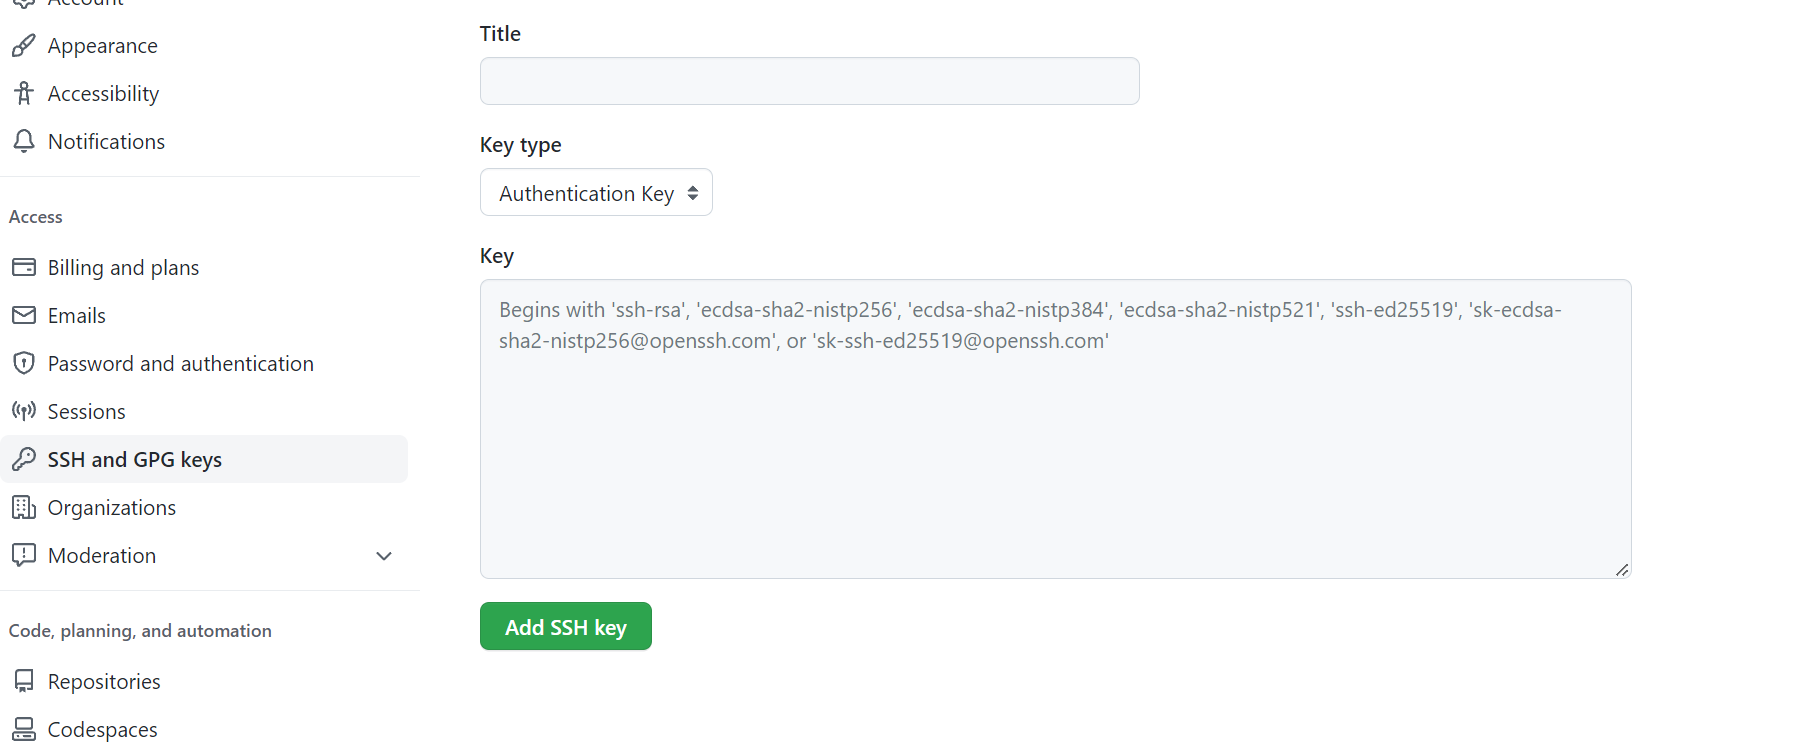 Account
Appearance
Accessibility
Notifications
Access
Billing and plans
Emails
Password and authentication
Sessions
SSH and GPG keys
Organizations
Moderation
Code, planning, and automation
Repositories
Codespaces
Title
Key type
Authentication Key
Key
Begins with 'ssh-rsa', 'ecdsa-sha2-nistp256', 'ecdsa-sha2-nistp384', 'ecdsa-sha2-nistp521', 'ssh-ed25519', 'sk-ecdsa-
sha2-nistp256@openssh.com', or 'sk-ssh-ed25519@openssh.com'
Add SSH key